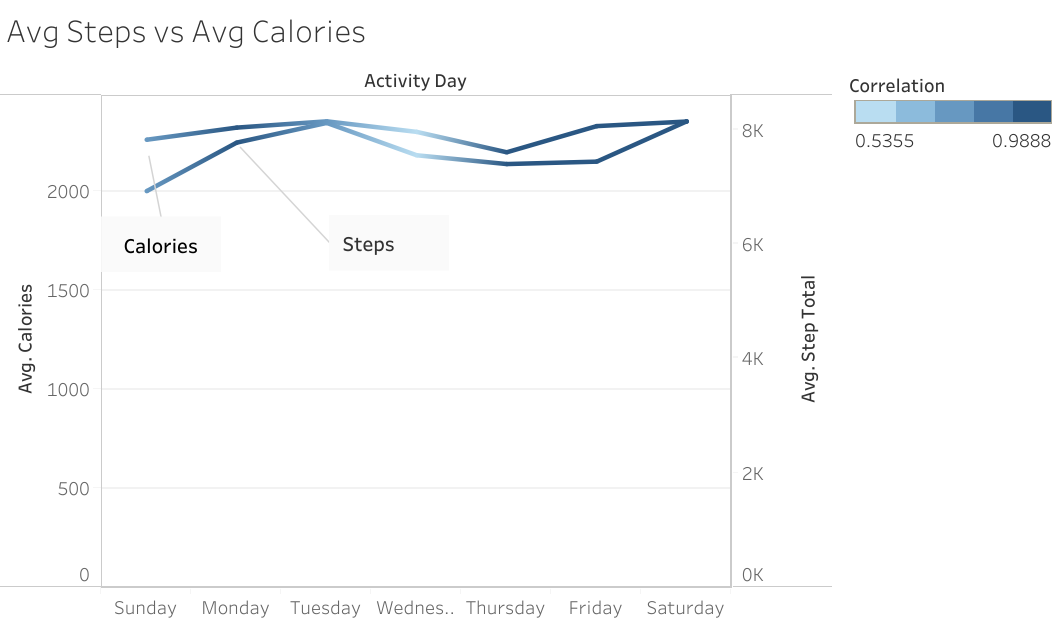 Avg Steps vs Avg Calories
Activity Day
Correlation
0.5355 0.9888
8K
2000
Calories
Steps
6K
1500
Avg. Calories
Avg. Step Total
4K
1000
2K
500
0
0K
Sunday Monday Tuesday Wednes.. Thursday Friday Saturday